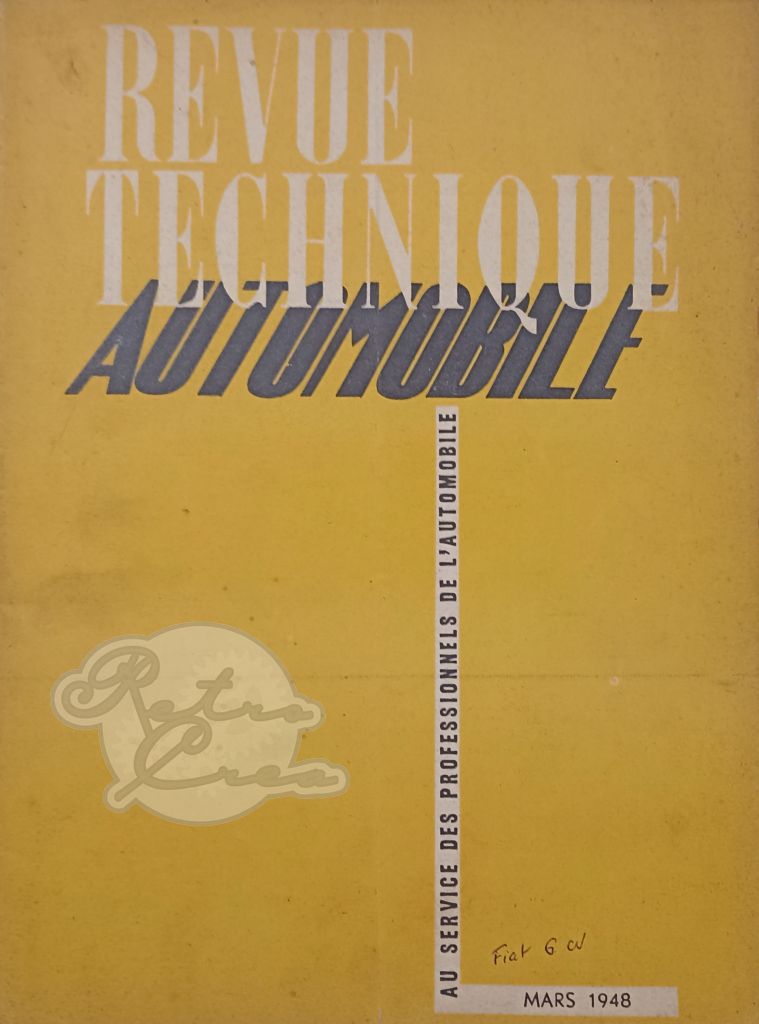 REVUE
TECHNIQUE
AUTOMOBILE
AU SERVICE DES PROFESSIONNELS DE L'AUTOMOBILE
Retro
Crea
Fiat 6 cv
MARS 1948